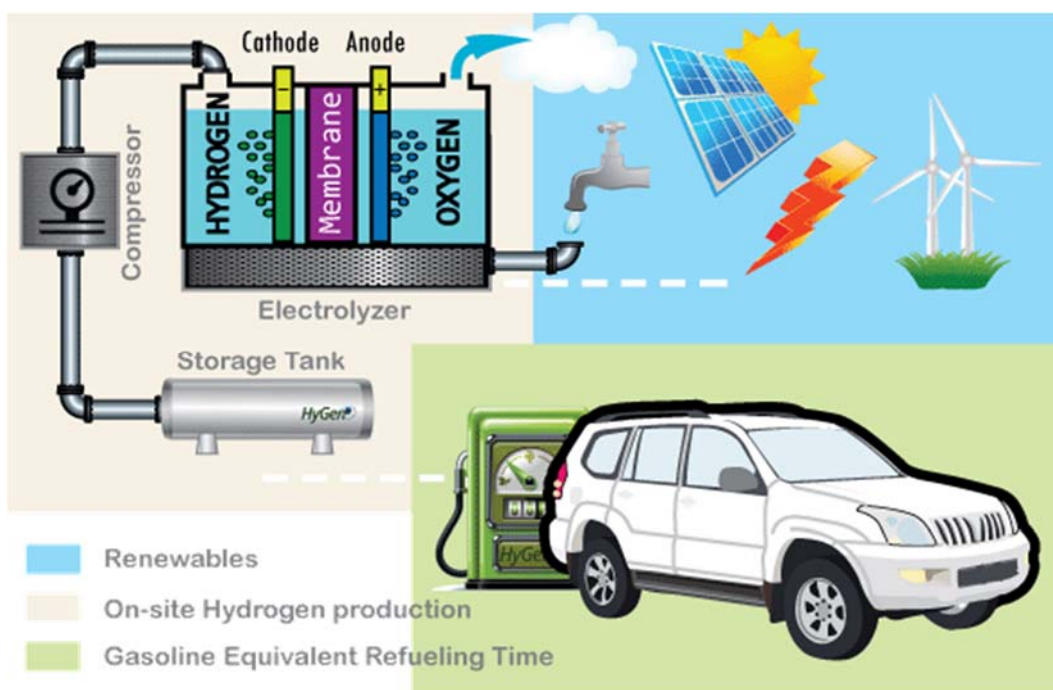 Cathode Anode
HYDROGEN
−
Membrane
+
OXYGEN
Compressor
Electrolyzer
Storage Tank
HyGen
HyGen
Renewables
On-site Hydrogen production
Gasoline Equivalent Refueling Time